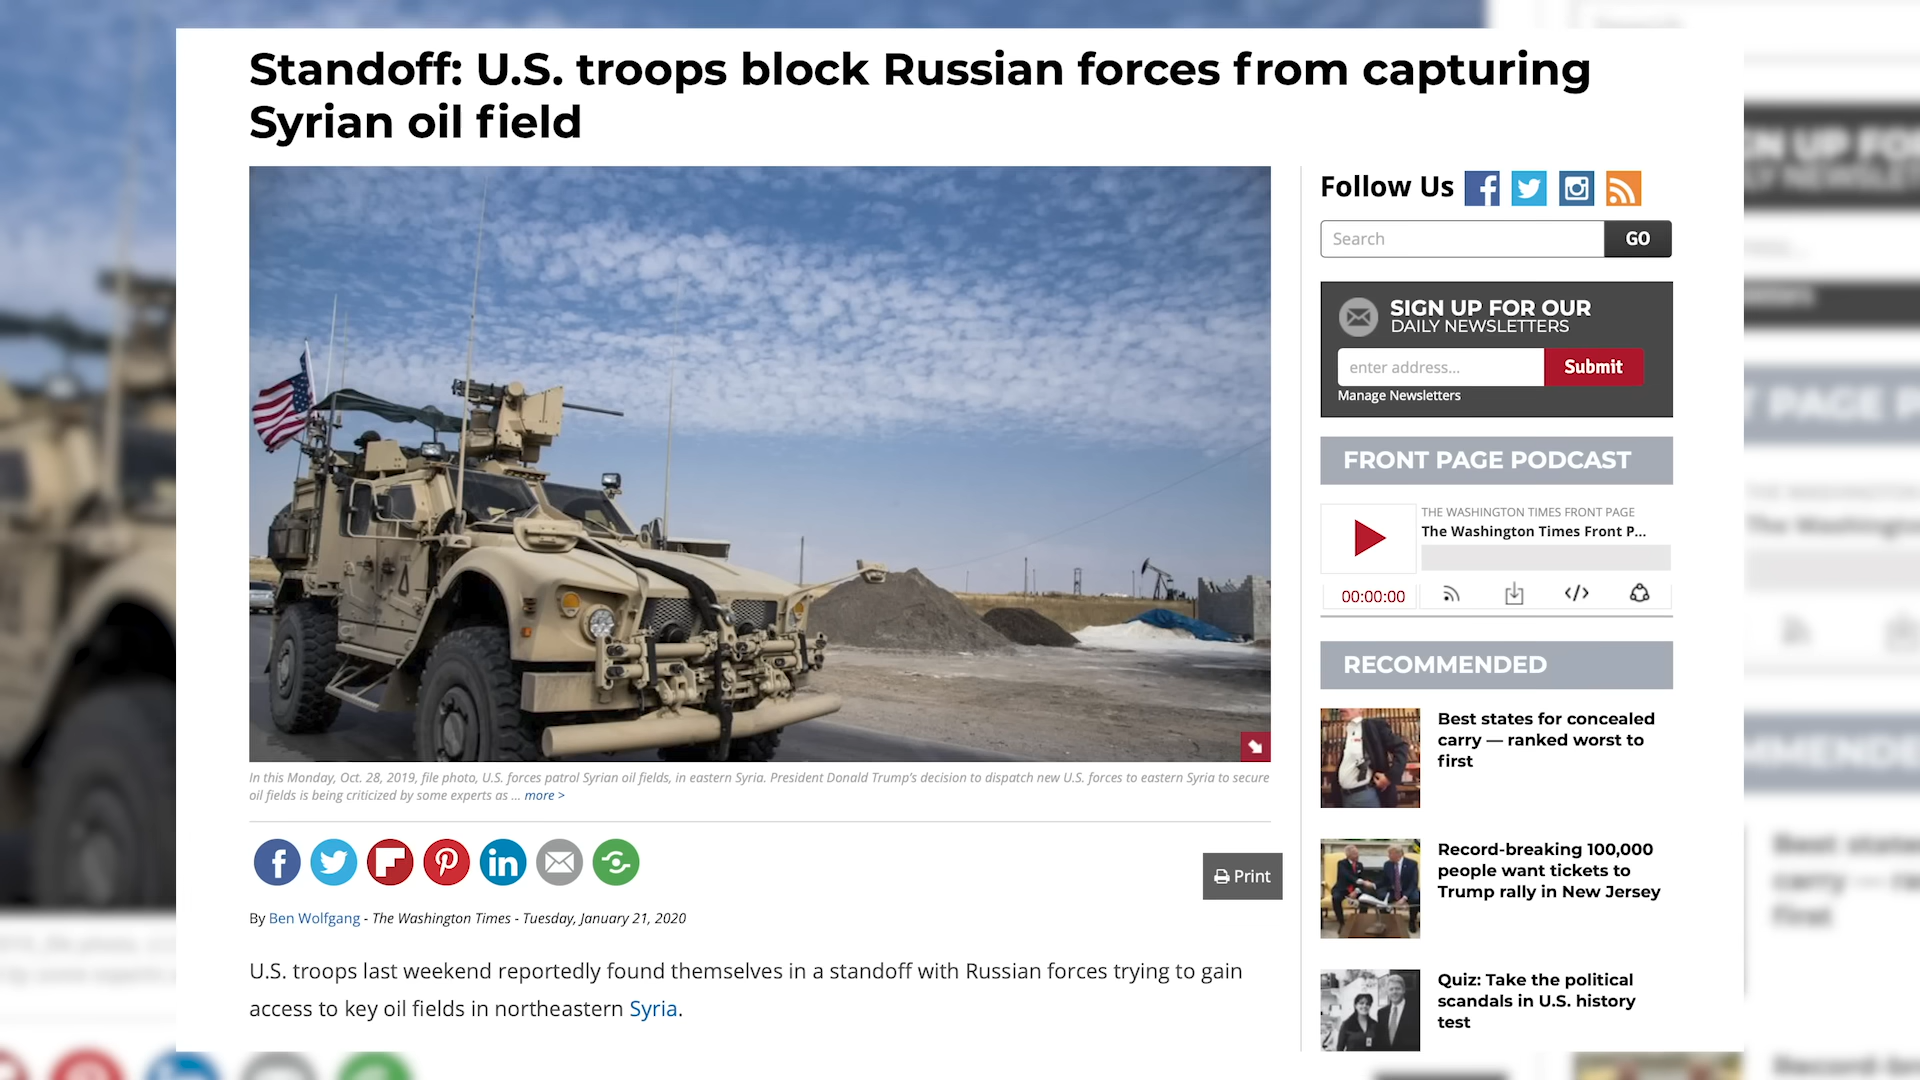 Standoff: U.S. troops block Russian forces from capturing
Syrian oil field
In this Monday, Oct. 28, 2019, file photo, U.S. forces patrol Syrian oil fields, in eastern Syria. President Donald Trump's decision to dispatch new U.S. forces to eastern Syria to secure
oil fields is being criticized by some experts as ... more >
Print
By Ben Wolfgang - The Washington Times - Tuesday, January 21, 2020
U.S. troops last weekend reportedly found themselves in a standoff with Russian forces trying to gain
access to key oil fields in northeastern Syria.
Follow Us
Search
GO
SIGN UP FOR OUR
DAILY NEWSLETTERS
enter address...
Submit
Manage Newsletters
FRONT PAGE PODCAST
THE WASHINGTON TIMES FRONT PAGE
The Washington Times Front P...
00:00:00
RECOMMENDED
Best states for concealed
carry — ranked worst to
first
Record-breaking 100,000
people want tickets to
Trump rally in New Jersey
Quiz: Take the political
scandals in U.S. history
test